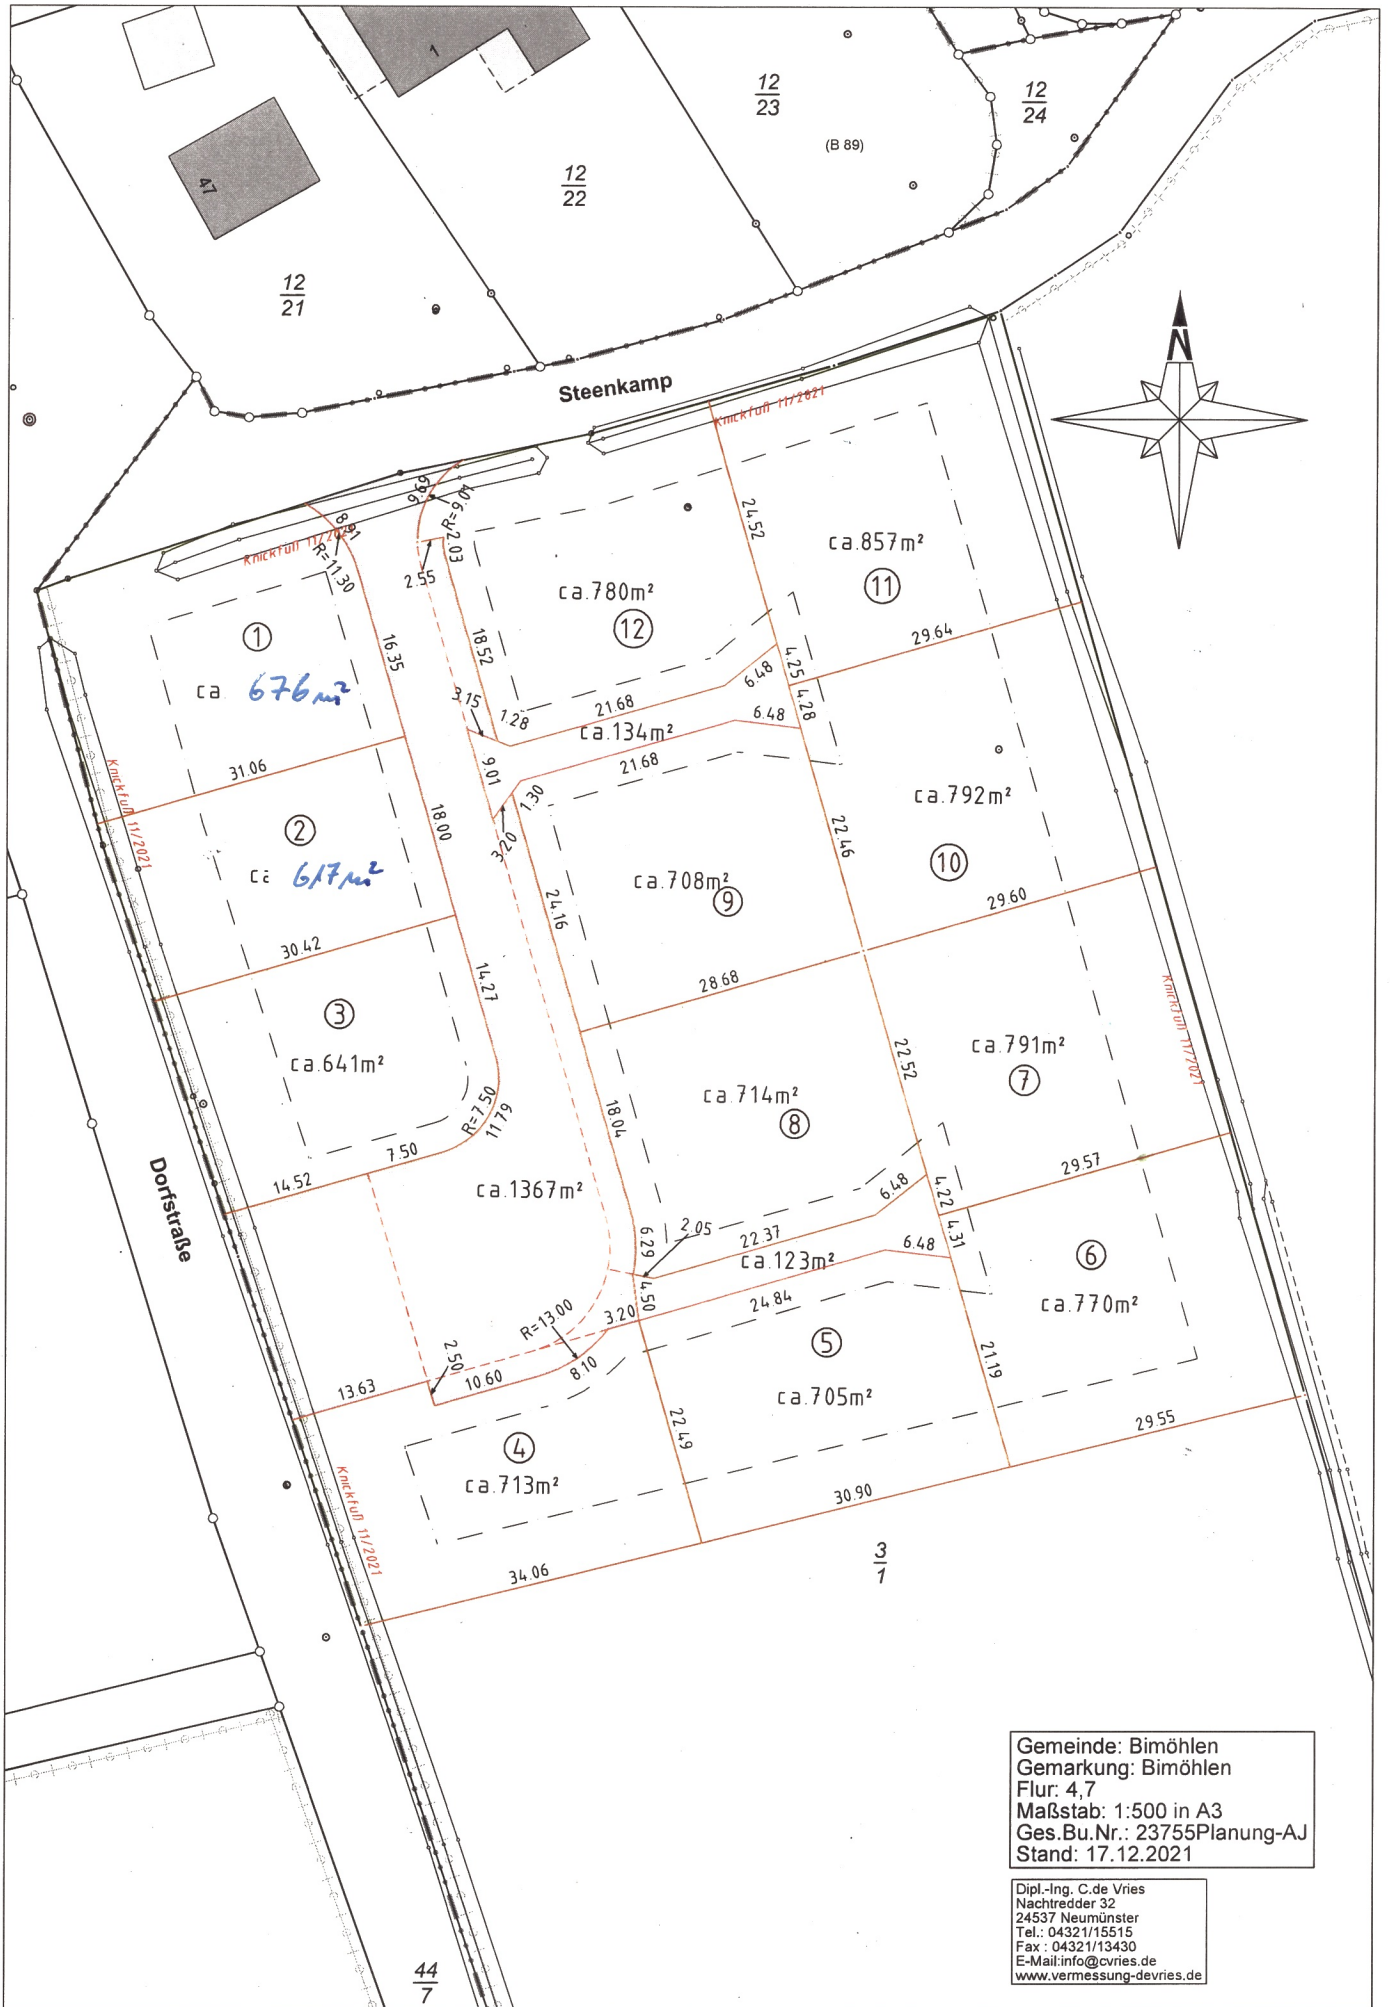 1
12
23
12
24
(B 89)
47
12
22
12
21
Steenkamp
N
Knickfuß 11/2021
9.69
R=9.01
8.91
R=11.30
Knickfuß 11/2021
2.03
2.55
24.52
ca.857m²
11
ca.780m²
12
1
ca. 676 m²
16.35
18.52
29.64
4.25
6.48
4.28
3.15
1.28
21.68
6.48
ca.134m²
21.68
31.06
9.01
1.30
3.20
Knickfuß 11/2021
2
ca 617 m²
18.00
22.46
ca.792m²
10
ca.708m²
9
24.16
29.60
30.42
14.27
28.68
3
ca.641m²
22.52
ca.791m²
7
Knickfuß 11/2021
ca.714m²
8
18.04
R=7.50
11.79
7.50
14.52
29.57
ca.1367m²
6.48
4.22
4.31
Dorfstraße
6.29
2.05
22.37
6.48
ca.123m²
4.50
24.84
6
ca.770m²
3.20
R=13.00
5
ca.705m²
2.50
8.10
10.60
13.63
21.19
22.49
29.55
4
ca.713m²
Knickfuß 11/2021
30.90
34.06
3
1
Gemeinde: Bimöhlen
Gemarkung: Bimöhlen
Flur: 4,7
Maßstab: 1:500 in A3
Ges.Bu.Nr.: 23755Planung-AJ
Stand: 17.12.2021
Dipl.-Ing. C.de Vries
Nachtredder 32
24537 Neumünster
Tel.: 04321/15515
Fax : 04321/13430
E-Mail:info@cvries.de
www.vermessung-devries.de
44
7